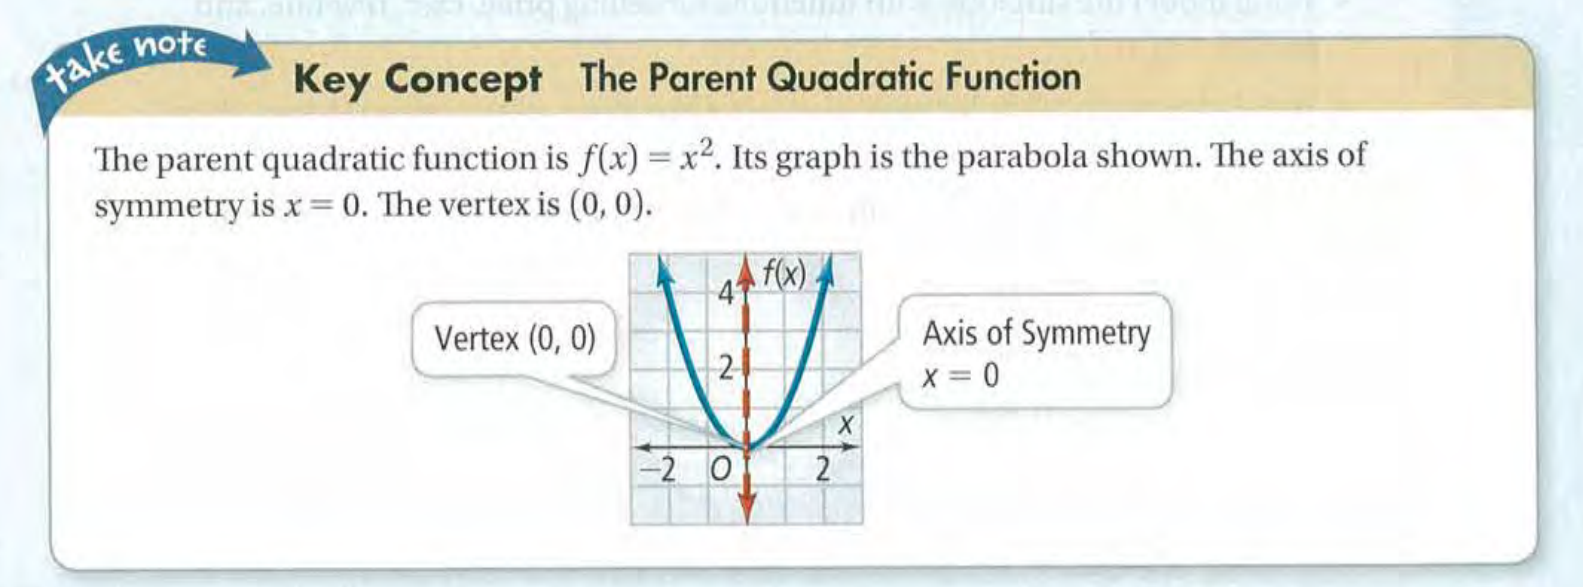 take note
Key Concept The Parent Quadratic Function
The parent quadratic function is f(x) = x². Its graph is the parabola shown. The axis of
symmetry is x = 0. The vertex is (0, 0).
f(x)
4
Vertex (0, 0)
Axis of Symmetry
x = 0
2
x
−2 O 2